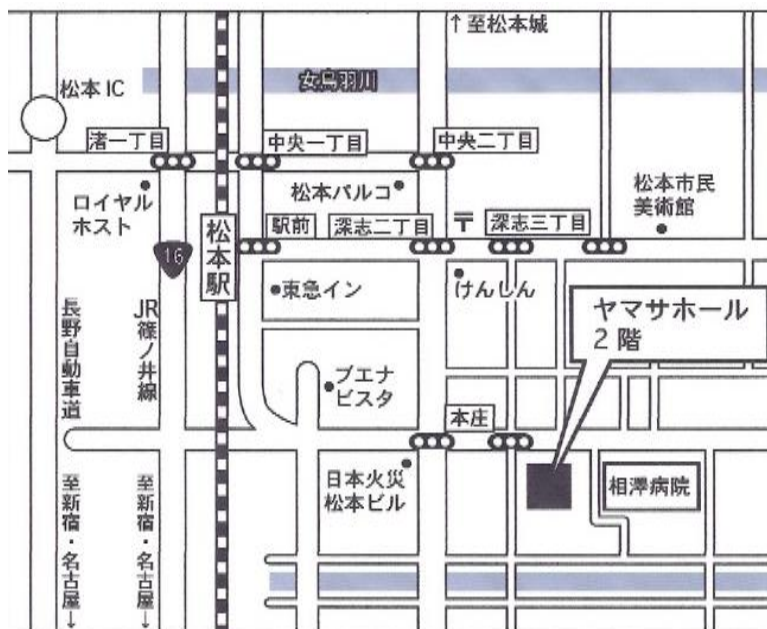 ↑至松本城
松本IC
女鳥羽川
渚一丁目
中央一丁目
中央二丁目
ロイヤル
ホスト
松本パルコ
松本市民
美術館
駅前
深志二丁目
〒
深志三丁目
16
松本駅
東急イン
けんしん
ヤマサホール
2階
長野自動車道
JR篠ノ井線
ブエナ
ビスタ
本庄
日本火災
松本ビル
相澤病院
至新宿・名古屋→
至新宿・名古屋→